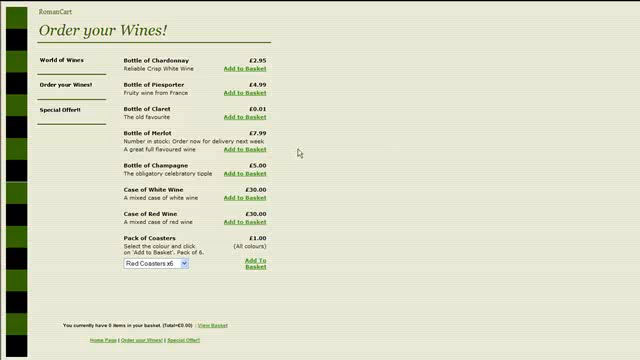 RomanCart
Order your Wines!
World of Wines
Order your Wines!
Special Offer!!
Bottle of Chardonnay £2.95
Reliable Crisp White Wine Add to Basket
Bottle of Piesporter £4.99
Fruity wine from France Add to Basket
Bottle of Claret £0.01
The old favourite Add to Basket
Bottle of Merlot £7.99
Number in stock: Order now for delivery next week
A great full flavoured wine Add to Basket
Bottle of Champagne £5.00
The obligatory celebratory tipple Add to Basket
Case of White Wine £30.00
A mixed case of white wine Add to Basket
Case of Red Wine £30.00
A mixed case of red wine Add to Basket
Pack of Coasters £1.00
Select the colour and click (All colours)
on 'Add to Basket'. Pack of 6.
Red Coasters x6 Add To
Basket
You currently have 0 items in your basket. (Total=£0.00) : View Basket
Home Page | Order your Wines! | Special Offer!!